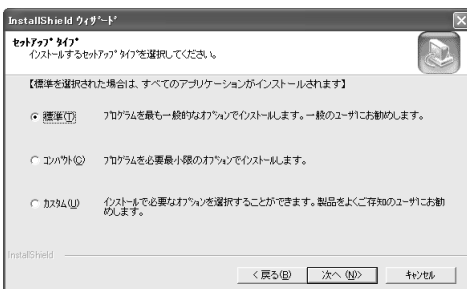 InstallShield ｳｨｻﾞｰﾄﾞ
ｾｯﾄｱｯﾌﾟ ﾀｲﾌﾟ
ｲﾝｽﾄｰﾙするｾｯﾄｱｯﾌﾟ ﾀｲﾌﾟを選択してください。
【標準を選択された場合は、すべてのアプリケーションがインストールされます】
標準(T) ﾌﾟﾛｸﾞﾗﾑを最も一般的なｵﾌﾟｼｮﾝでｲﾝｽﾄｰﾙします。一般のﾕｰｻﾞにお勧めします。
ｺﾝﾊﾟｸﾄ(C) ﾌﾟﾛｸﾞﾗﾑを必要最小限のｵﾌﾟｼｮﾝでｲﾝｽﾄｰﾙします。
ｶｽﾀﾑ(U) ｲﾝｽﾄｰﾙで必要なｵﾌﾟｼｮﾝを選択することができます。製品をよくご存知のﾕｰｻﾞにお勧
めします。
InstallShield
< 戻る(B) 次へ (N)> ｷｬﾝｾﾙ